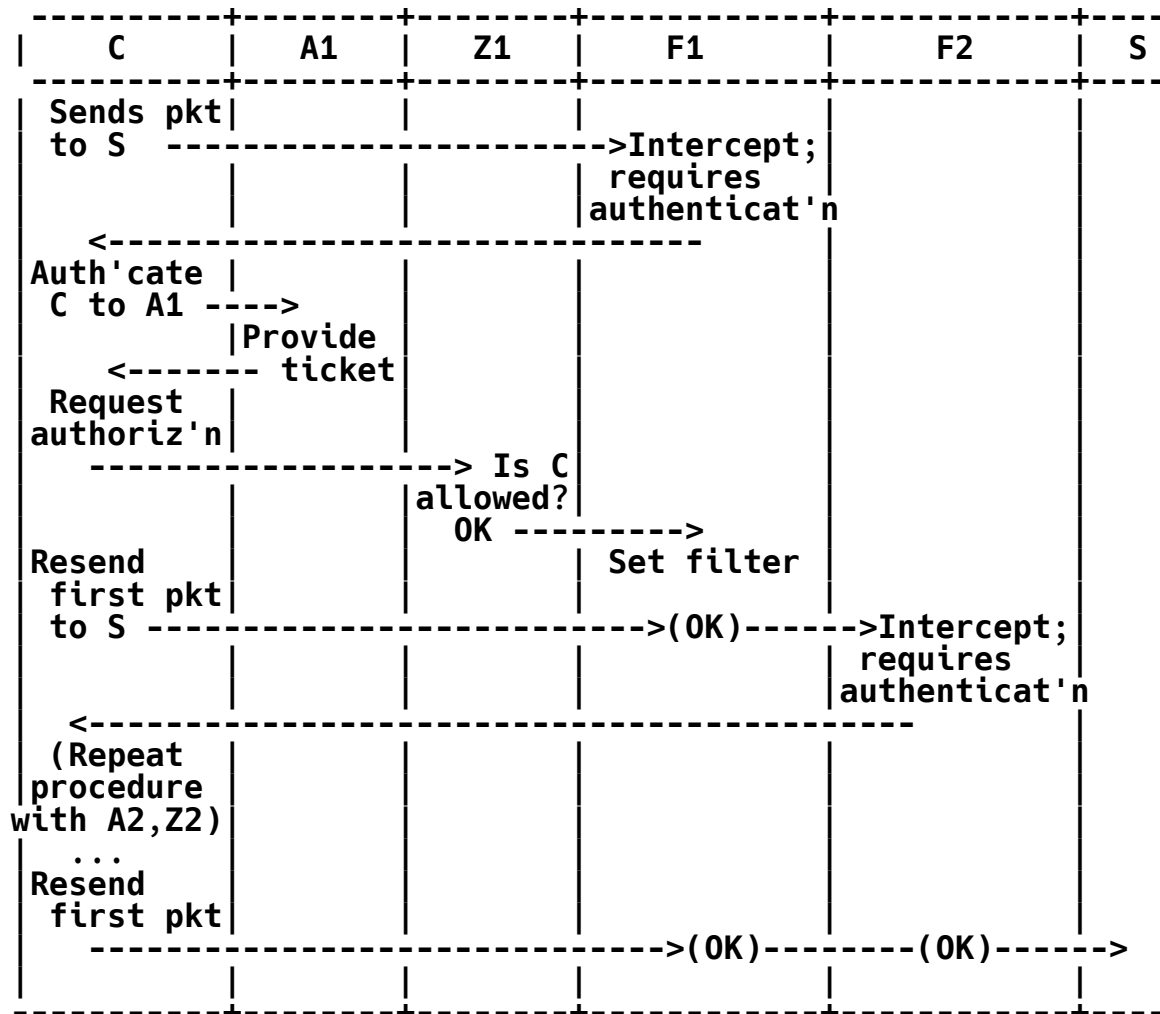 ----------+--------+--------+------------+------------+----
|    C     |   A1   |   Z1   |    F1      |     F2     |  S
 ----------+--------+--------+------------+------------+----
| Sends pkt|        |        |            |            |
| to S  ----------------------->Intercept;|            |
|          |        |        | requires   |            |
|          |        |        |authenticat'n            |
|   <-------------------------------      |            |
|Auth'cate |        |        |            |            |
| C to A1 ---->     |        |            |            |
|          |Provide |        |            |            |
|    <------- ticket|        |            |            |
| Request  |        |        |            |            |
|authoriz'n|        |        |            |            |
|   -------------------> Is C|            |            |
|          |        |allowed?|            |            |
|          |        | OK --------->       |            |
|Resend    |        |        | Set filter |            |
| first pkt|        |        |            |            |
| to S -------------------------->(OK)------>Intercept;|
|          |        |        |            | requires   |
|          |        |        |            |authenticat'n
|  <-------------------------------------------        |
| (Repeat  |        |        |            |            |
|procedure |        |        |            |            |
with A2,Z2)|        |        |            |            |
|  ...     |        |        |            |            |
|Resend    |        |        |            |            |
| first pkt|        |        |            |            |
|   ------------------------------>(OK)--------(OK)------>
|          |        |        |            |            |
-----------+--------+--------+------------+------------+----